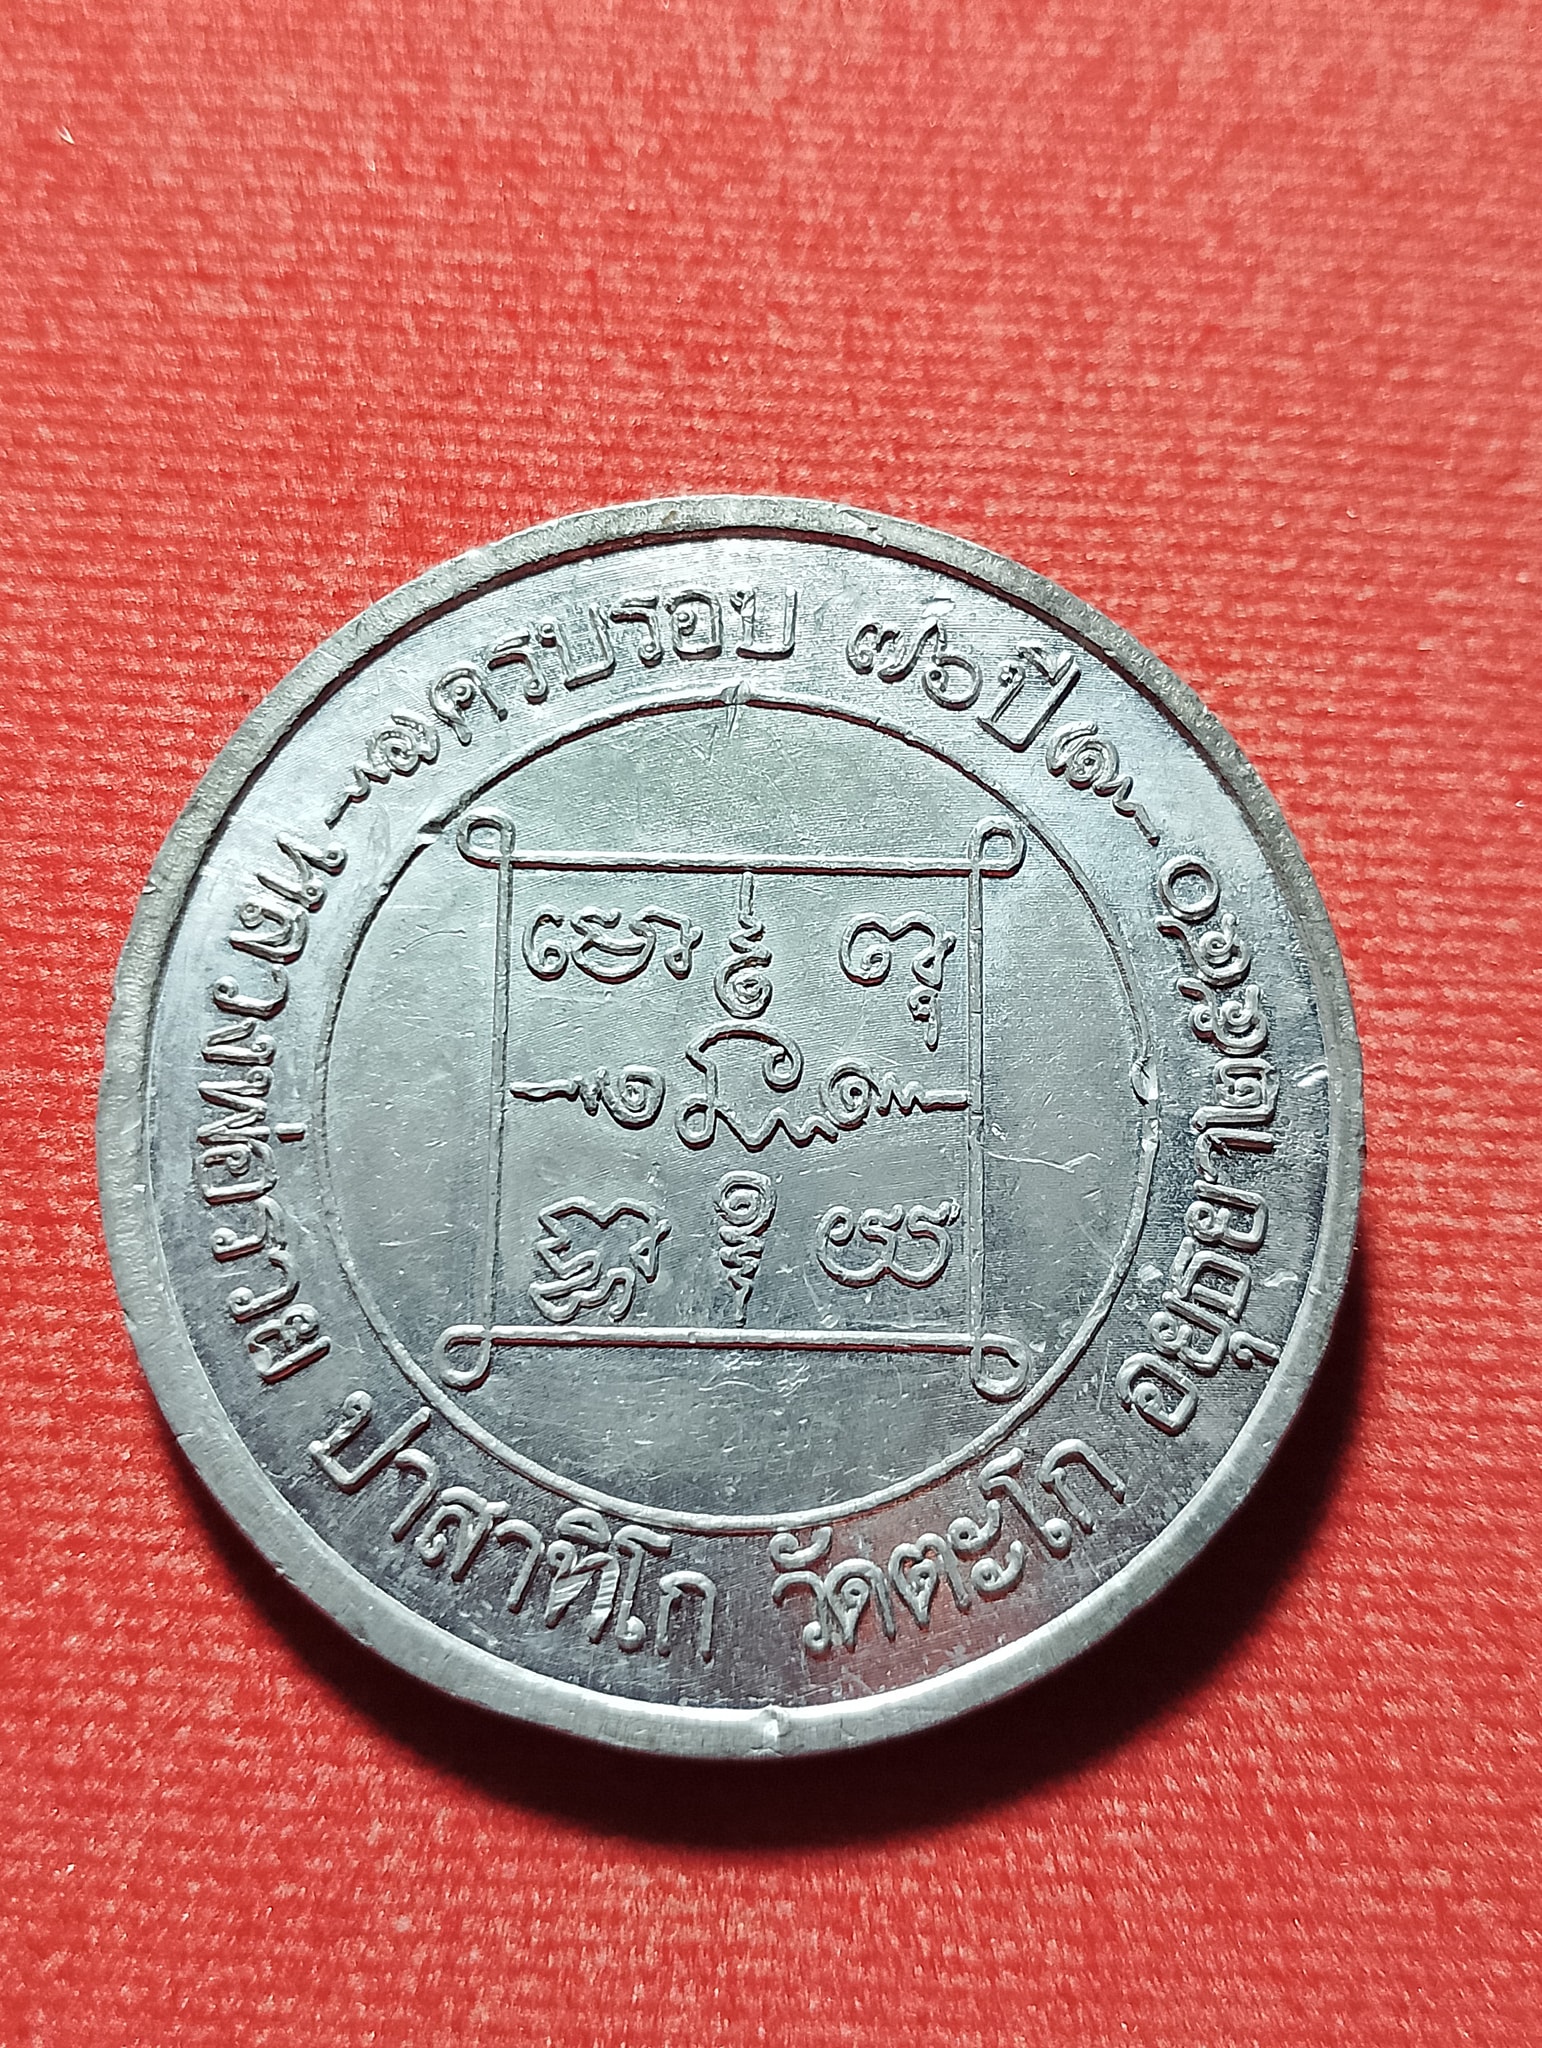 ครบรอบ ๗๖ปี
หลวงพ่อรวย ปาสาทิโก วัดตะโก อยุธยา๒๕๔๐